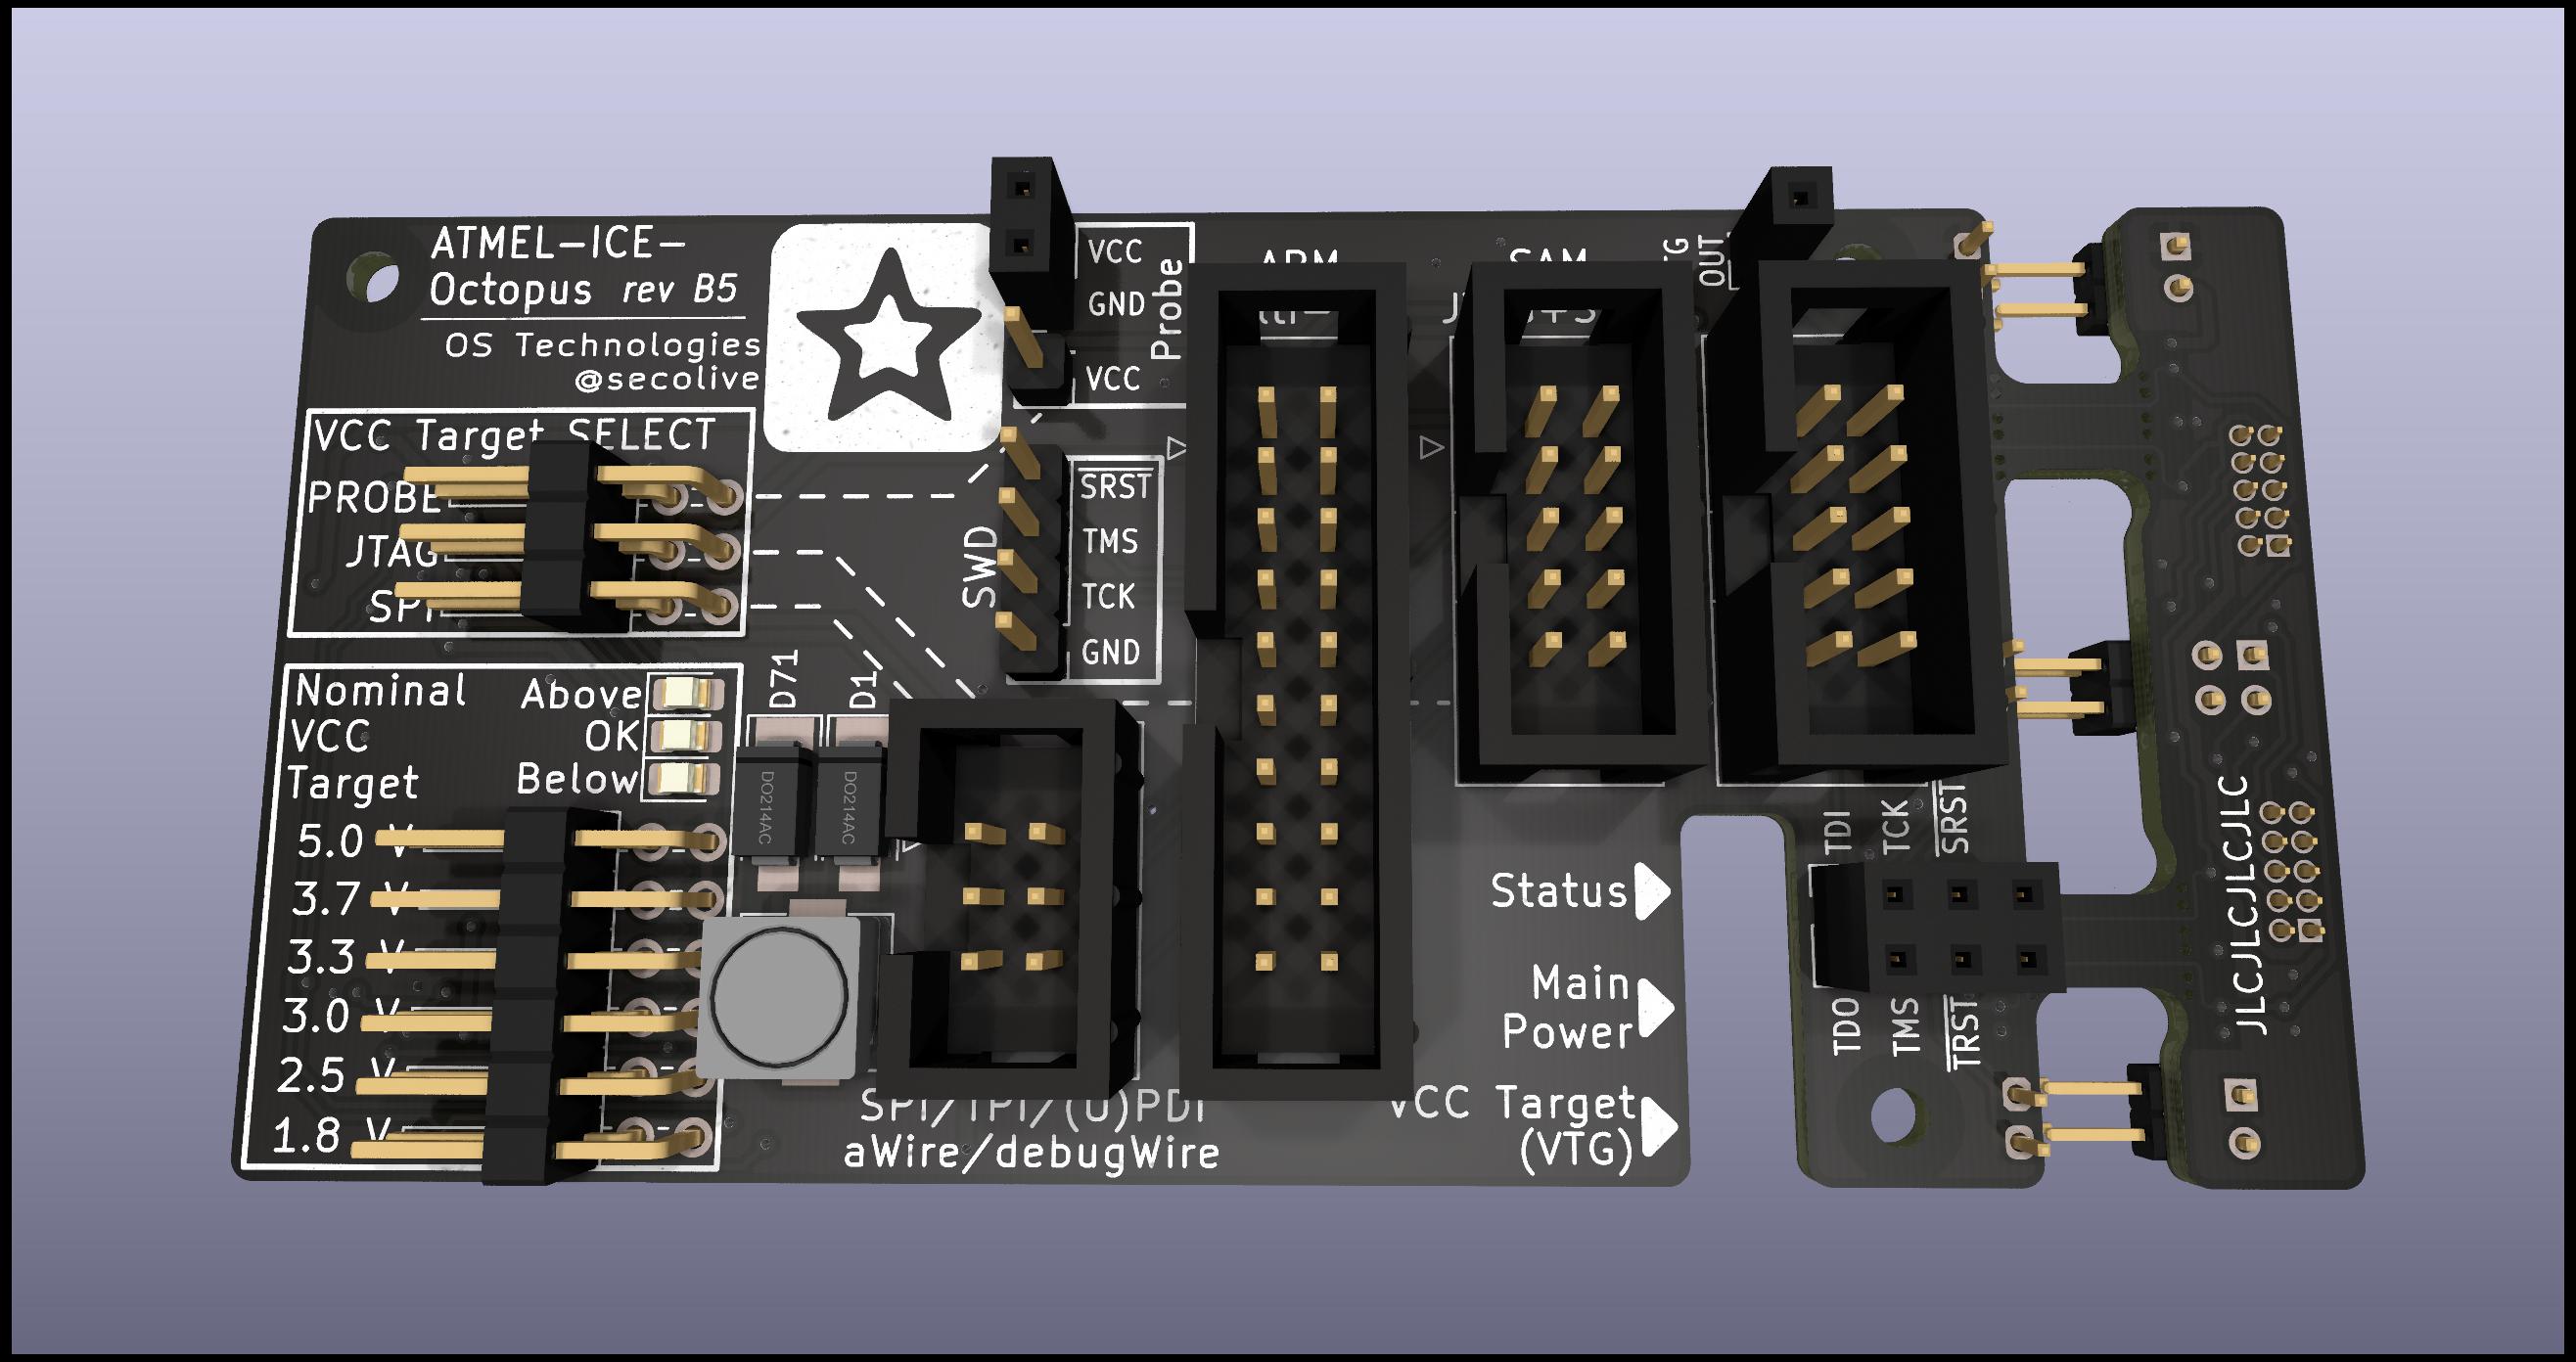 ATMEL-ICE-
Octopus rev B5
OS Technologies
@secolive
VCC Target SELECT
PROBE
JTAG
SPI
Nominal
VCC
Target
Above
OK
Below
5.0 V
3.7 V
3.3 V
3.0 V
2.5 V
1.8 V
D71
D1
DO214AC
DO214AC
VCC
GND
VCC
Probe
SWD
SRST
TMS
TCK
GND
ARM
SAM
OUT
SPI/TPI/(U)PDI
aWire/debugWire
Status
Main
Power
VCC Target
(VTG)
TDI
TCK
SRST
TDO
TMS
TRST
JLCJLCJLCJLC